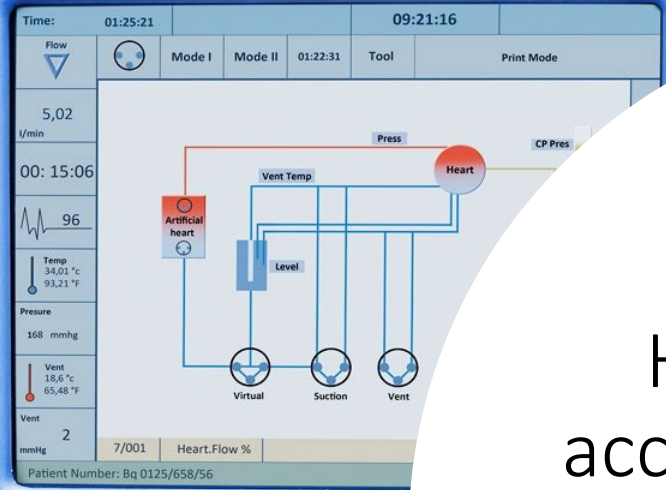 Time: 01:25:21 09:21:16
Flow
Mode I Mode II 01:22:31 Tool Print Mode
5,02
l/min
00: 15:06
96
Temp
34,01 °c
93,21 °F
Presure
168 mmhg
Vent
18,6 °c
65,48 °F
Vent
2
mmHg
Press
CP Pres
Heart
Vent Temp
Artificial
heart
Level
Virtual Suction Vent
7/001 Heart.Flow %
Patient Number: Bq 0125/658/56
H
acc